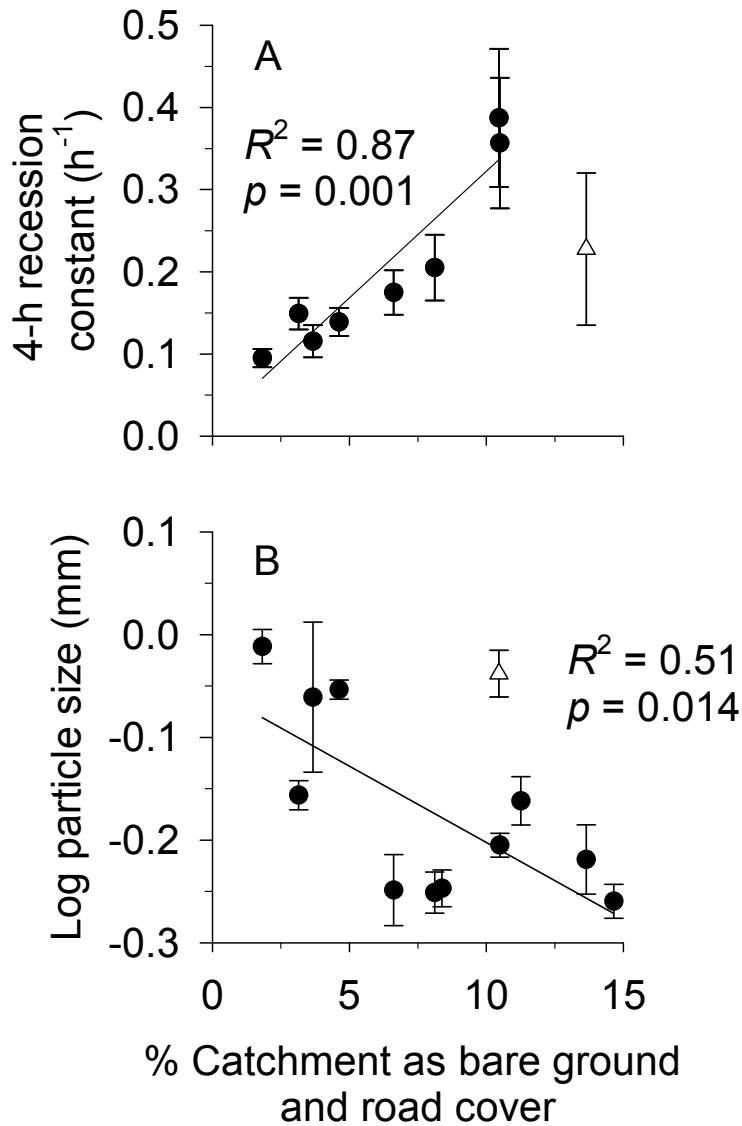 A
R² = 0.87
p = 0.001
4-h recession
constant (h⁻¹)
0.5
0.4
0.3
0.2
0.1
0.0
B
R² = 0.51
p = 0.014
Log particle size (mm)
0.1
0.0
-0.1
-0.2
-0.3
0 5 10 15
% Catchment as bare ground
and road cover